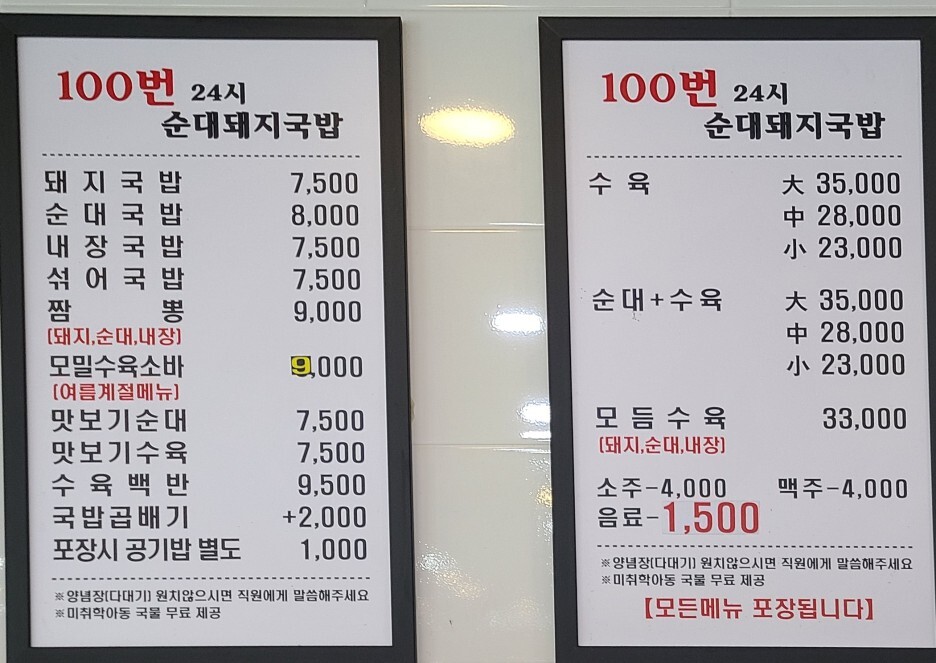 100번 24시
순대돼지국밥
돼지국밥 7,500
순대국밥 8,000
내장국밥 7,500
섞어국밥 7,500
짬뽕 9,000
(돼지,순대,내장)
모밀수육소바 9,000
(여름계절메뉴)
맛보기순대 7,500
맛보기수육 7,500
수육백반 9,500
국밥곱배기 +2,000
포장시 공기밥 별도 1,000
※양념장(다대기) 원치않으시면 직원에게 말씀해주세요
※미취학아동 국물 무료 제공
100번 24시
순대돼지국밥
수육 大 35,000
中 28,000
小 23,000
순대+수육 大 35,000
中 28,000
小 23,000
모듬수육 33,000
(돼지,순대,내장)
소주-4,000 맥주-4,000
음료-1,500
※양념장(다대기) 원치않으시면 직원에게 말씀해주세요
※미취학아동 국물 무료 제공
【모든메뉴 포장됩니다】